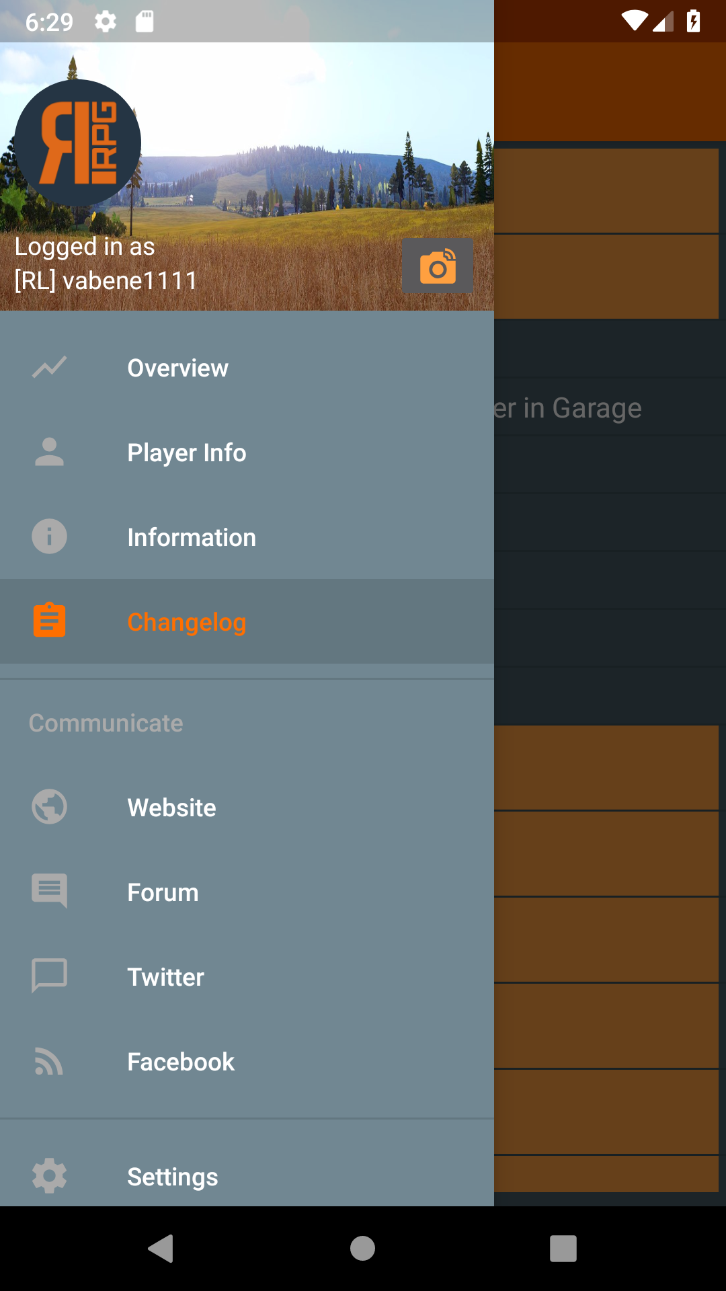 6:29
RL
RPG
Logged in as
[RL] vabene1111
Overview
Player Info
er in Garage
Information
Changelog
Communicate
Website
Forum
Twitter
Facebook
Settings